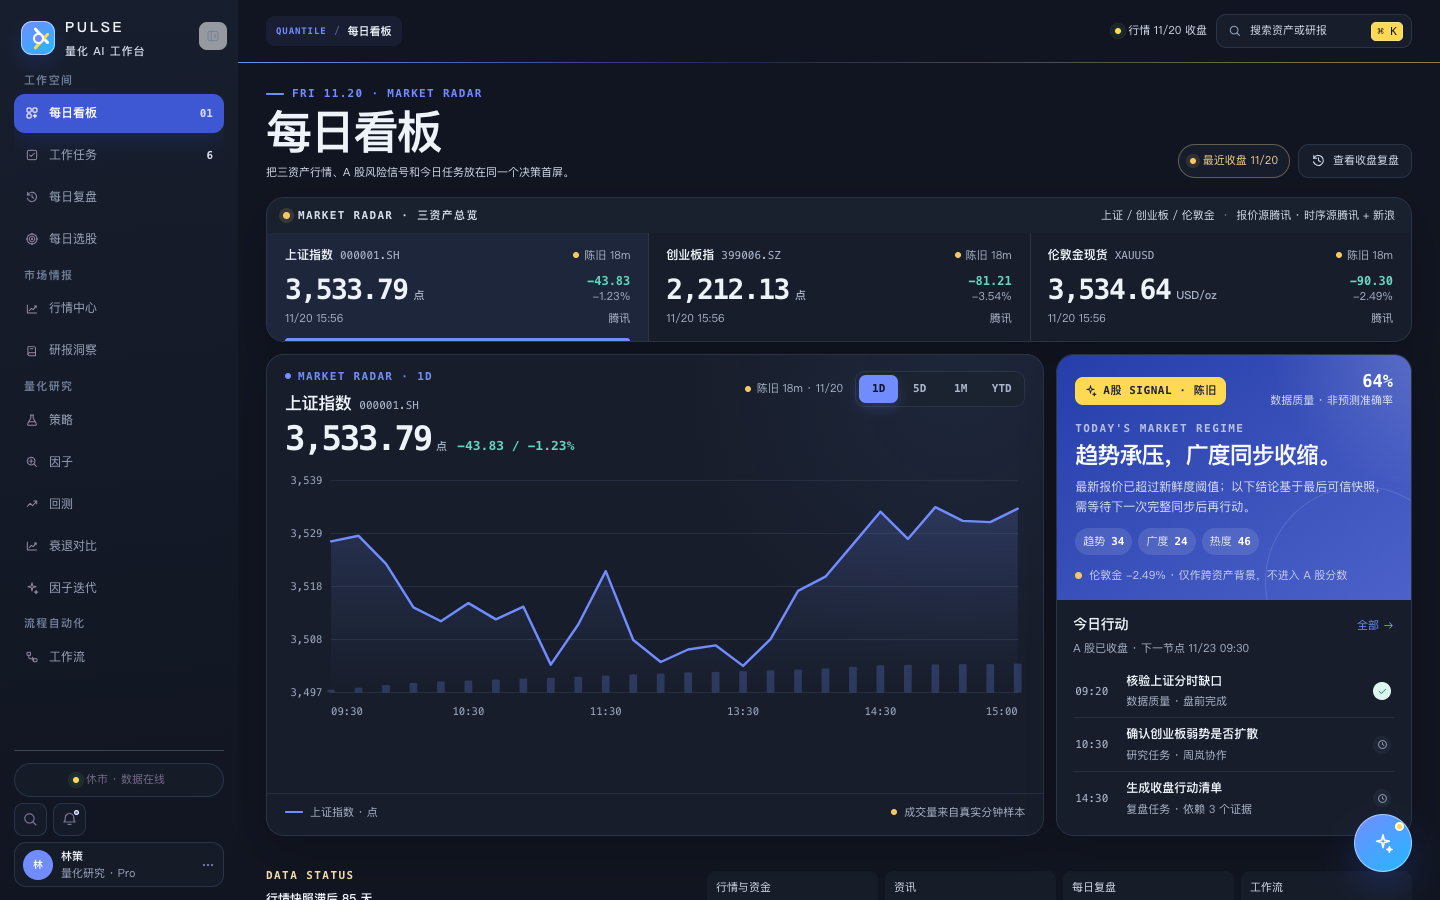 PULSE
量化 AI 工作台
工作空间
每日看板 01
工作任务 6
每日复盘
每日选股
市场情报
行情中心
研报洞察
量化研究
策略
因子
回测
衰退对比
因子迭代
流程自动化
工作流
休市 · 数据在线
林 林策
量化研究 · Pro
QUANTILE / 每日看板
行情 11/20 收盘
搜索资产或研报 ⌘ K
FRI 11.20 · MARKET RADAR
每日看板
把三资产行情、A 股风险信号和今日任务放在同一个决策首屏。
最近收盘 11/20
查看收盘复盘
MARKET RADAR · 三资产总览
上证 / 创业板 / 伦敦金 · 报价源腾讯 · 时序源腾讯 + 新浪
上证指数 000001.SH 陈旧 18m
3,533.79 点 −43.83
−1.23%
11/20 15:56 腾讯
创业板指 399006.SZ 陈旧 18m
2,212.13 点 −81.21
−3.54%
11/20 15:56 腾讯
伦敦金现货 XAUUSD 陈旧 18m
3,534.64 USD/oz −90.30
−2.49%
11/20 15:56 腾讯
MARKET RADAR · 1D
上证指数 000001.SH
3,533.79 点 −43.83 / −1.23%
陈旧 18m · 11/20
1D 5D 1M YTD
3,539
3,529
3,518
3,508
3,497
09:30 10:30 11:30 13:30 14:30 15:00
上证指数 · 点
成交量来自真实分钟样本
A股 SIGNAL · 陈旧
64%
数据质量 · 非预测准确率
TODAY'S MARKET REGIME
趋势承压，广度同步收缩。
最新报价已超过新鲜度阈值；以下结论基于最后可信快照，
需等待下一次完整同步后再行动。
趋势 34 广度 24 热度 46
伦敦金 −2.49% · 仅作跨资产背景，不进入 A 股分数
今日行动 全部 →
A 股已收盘 · 下一节点 11/23 09:30
09:20 核验上证分时缺口
数据质量 · 盘前完成
10:30 确认创业板弱势是否扩散
研究任务 · 周岚协作
14:30 生成收盘行动清单
复盘任务 · 依赖 3 个证据
DATA STATUS
行情快照滞后 85 天
行情与资金
资讯
每日复盘
工作流